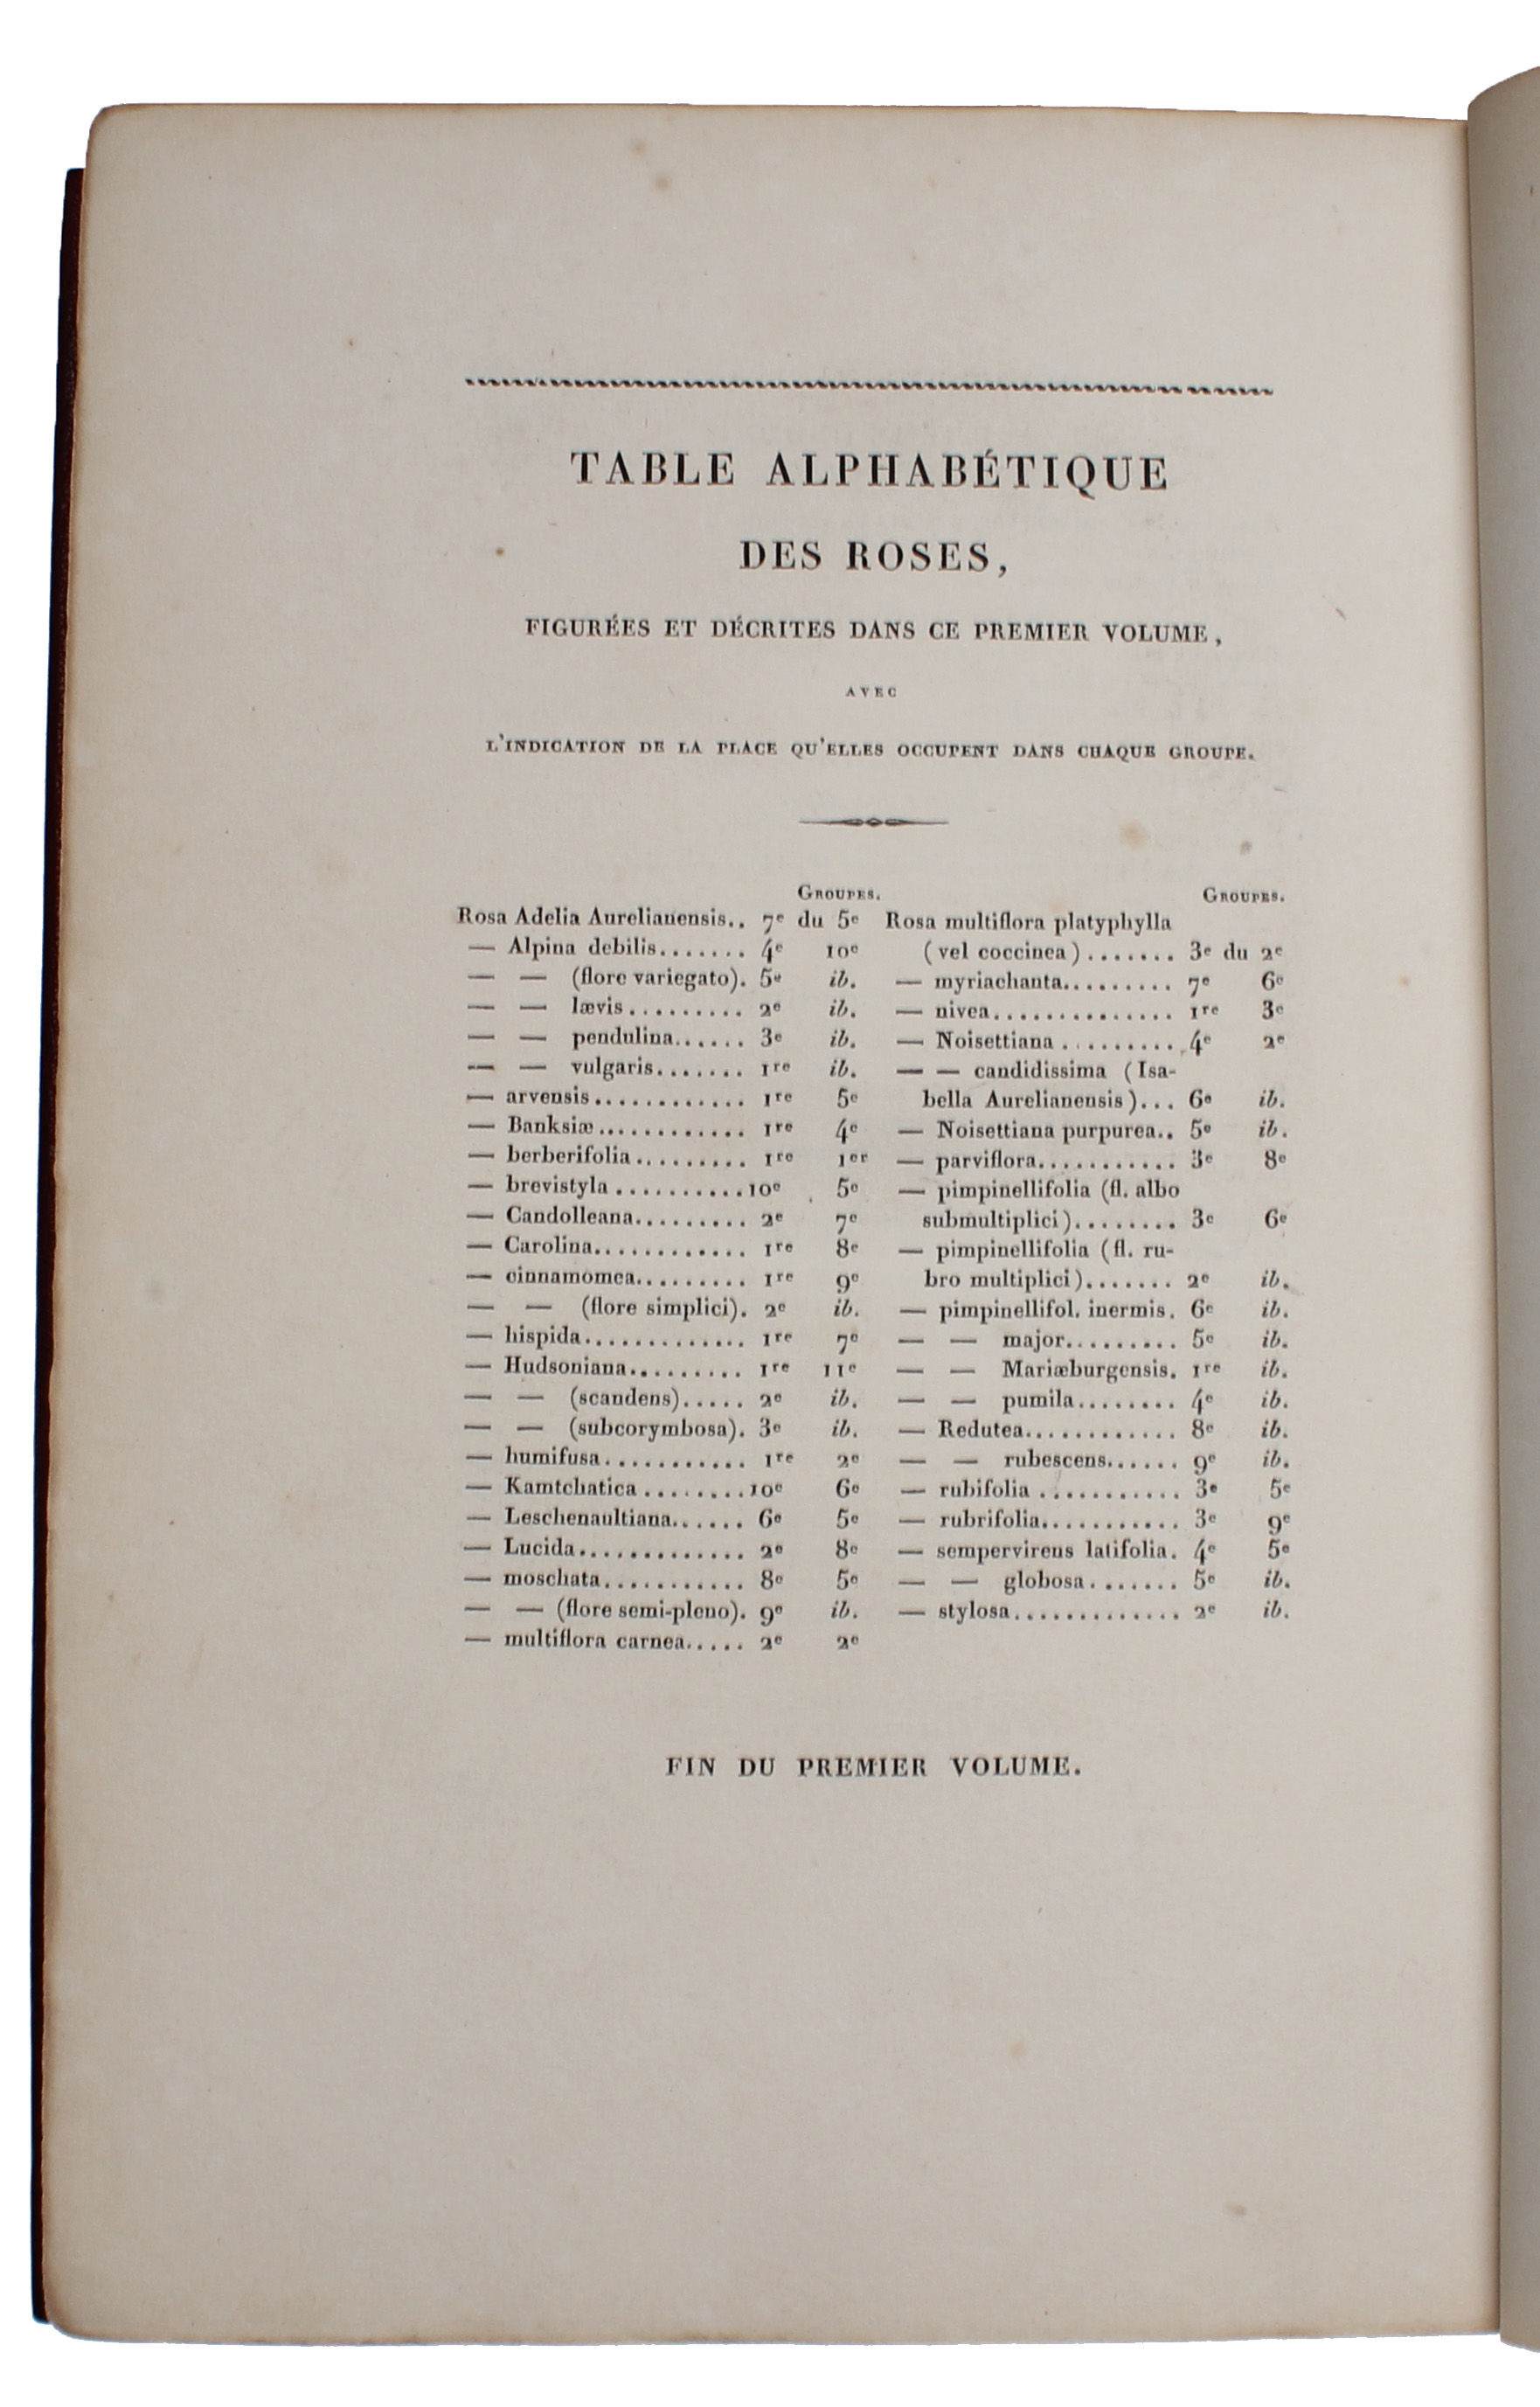 TABLE ALPHABÉTIQUE
DES ROSES,
FIGURÉES ET DÉCRITES DANS CE PREMIER VOLUME,
AVEC
L'INDICATION DE LA PLACE QU'ELLES OCCUPENT DANS CHAQUE GROUPE.
GROUPES.
Rosa Adelia Aurelianensis.. 7e du 5e
— Alpina debilis....... 4e 10e
— — (flore variegato). 5e ib.
— — lævis......... 2e ib.
— — pendulina...... 3e ib.
— — vulgaris....... 1re ib.
— arvensis............ 1re 5e
— Banksiæ............ 1re 4e
— berberifolia......... 1re 1er
— brevistyla..........10e 5e
— Candolleana......... 2e 7e
— Carolina............ 1re 8e
— cinnamomea......... 1re 9e
— — (flore simplici). 2e ib.
— hispida............. 1re 7e
— Hudsoniana......... 1re 11e
— — (scandens)..... 2e ib.
— — (subcorymbosa). 3e ib.
— humifusa........... 1re 2e
— Kamtchatica........10e 6e
— Leschenaultiana...... 6e 5e
— Lucida............. 2e 8e
— moschata........... 8e 5e
— — (flore semi-pleno). 9e ib.
— multiflora carnea..... 2e 2e
GROUPES.
Rosa multiflora platyphylla
(vel coccinea)....... 3e du 2e
— myriachanta......... 7e 6e
— nivea.............. 1re 3e
— Noisettiana......... 4e 2e
— — candidissima (Isa-
bella Aurelianensis)... 6e ib.
— Noisettiana purpurea.. 5e ib.
— parviflora........... 3e 8e
— pimpinellifolia (fl. albo
submultiplici)........ 3e 6e
— pimpinellifolia (fl. ru-
bro multiplici)....... 2e ib.
— pimpinellifol. inermis. 6e ib.
— — major......... 5e ib.
— — Mariæburgensis. 1re ib.
— — pumila........ 4e ib.
— Redutea............ 8e ib.
— — rubescens...... 9e ib.
— rubifolia........... 3e 5e
— rubrifolia........... 3e 9e
— sempervirens latifolia. 4e 5e
— — globosa....... 5e ib.
— stylosa............. 2e ib.
FIN DU PREMIER VOLUME.